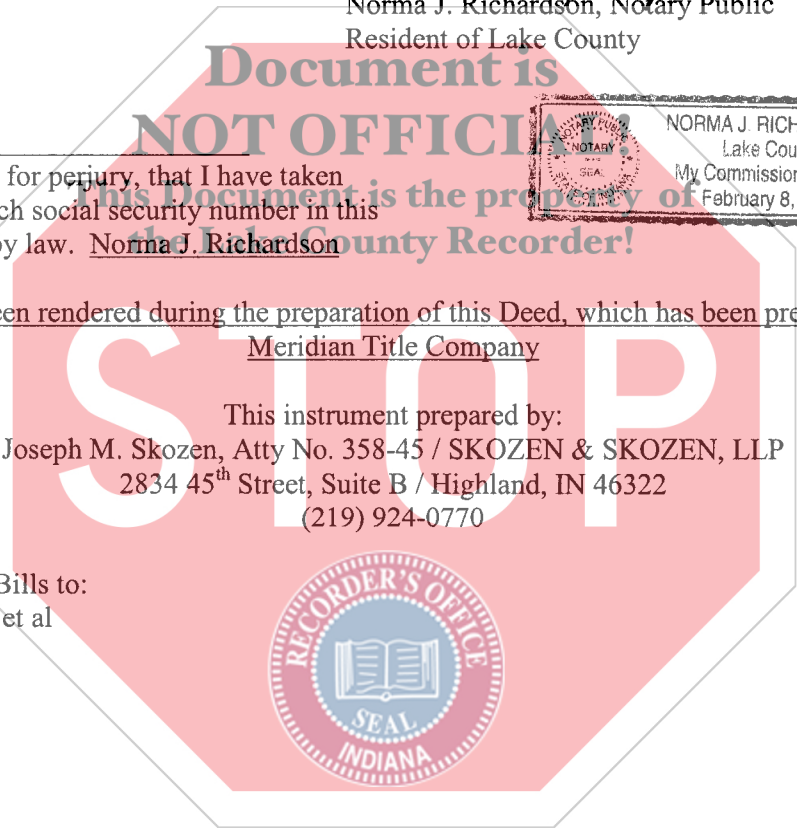 Norma J. Richardson, Notary Public
Resident of Lake County
Document is
NOT OFFICIAL!
This Document is the property of
the Lake County Recorder!
NORMA J. RICH
Lake Cou
My Commission
February 8,
NOTARY PUBLIC
NOTARY
SEAL
STATE OF INDIANA
for perjury, that I have taken
ch social security number in this
by law. Norma J. Richardson
een rendered during the preparation of this Deed, which has been pre
Meridian Title Company
STOP
This instrument prepared by:
Joseph M. Skozen, Atty No. 358-45 / SKOZEN & SKOZEN, LLP
2834 45th Street, Suite B / Highland, IN 46322
(219) 924-0770
Bills to:
et al
RECORDER'S OFFICE
SEAL
INDIANA